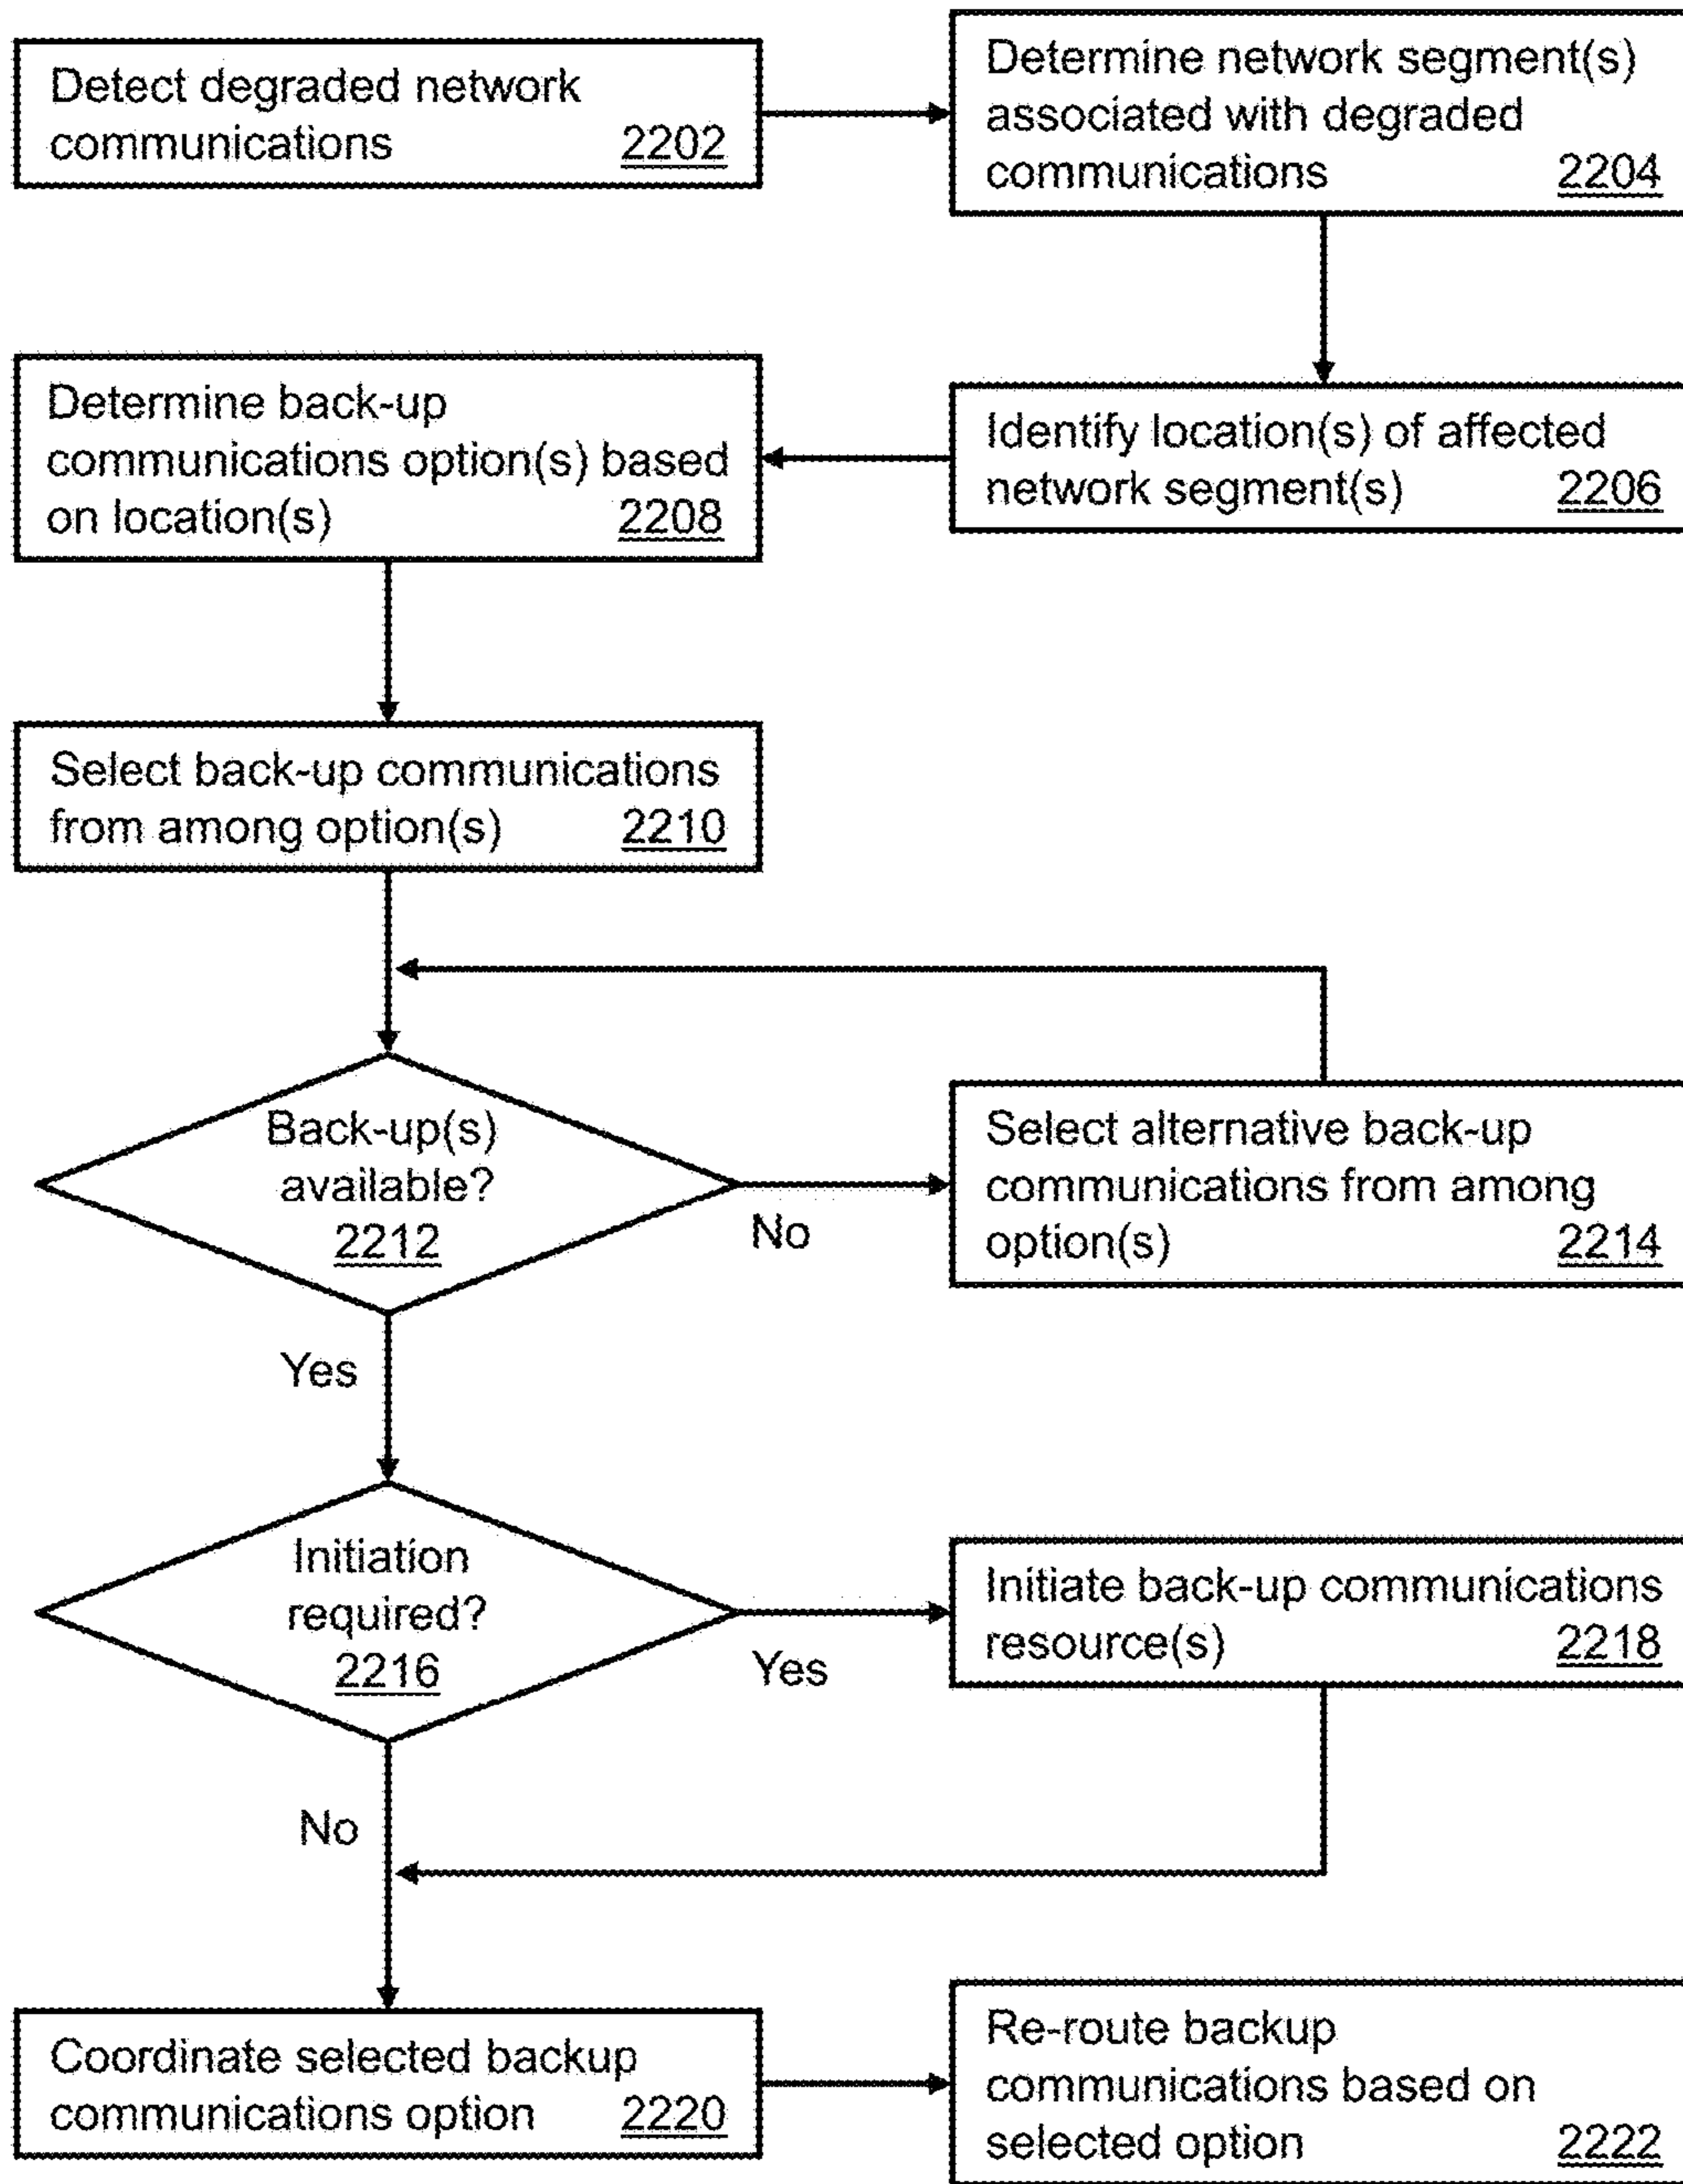 Detect degraded network
communications 2202
Determine network segment(s)
associated with degraded
communications 2204
Identify location(s) of affected
network segment(s) 2206
Determine back-up
communications option(s) based
on location(s) 2208
Select back-up communications
from among option(s) 2210
Back-up(s)
available?
2212
No
Select alternative back-up
communications from among
option(s) 2214
Yes
Initiation
required?
2216
Yes
Initiate back-up communications
resource(s) 2218
No
Coordinate selected backup
communications option 2220
Re-route backup
communications based on
selected option 2222